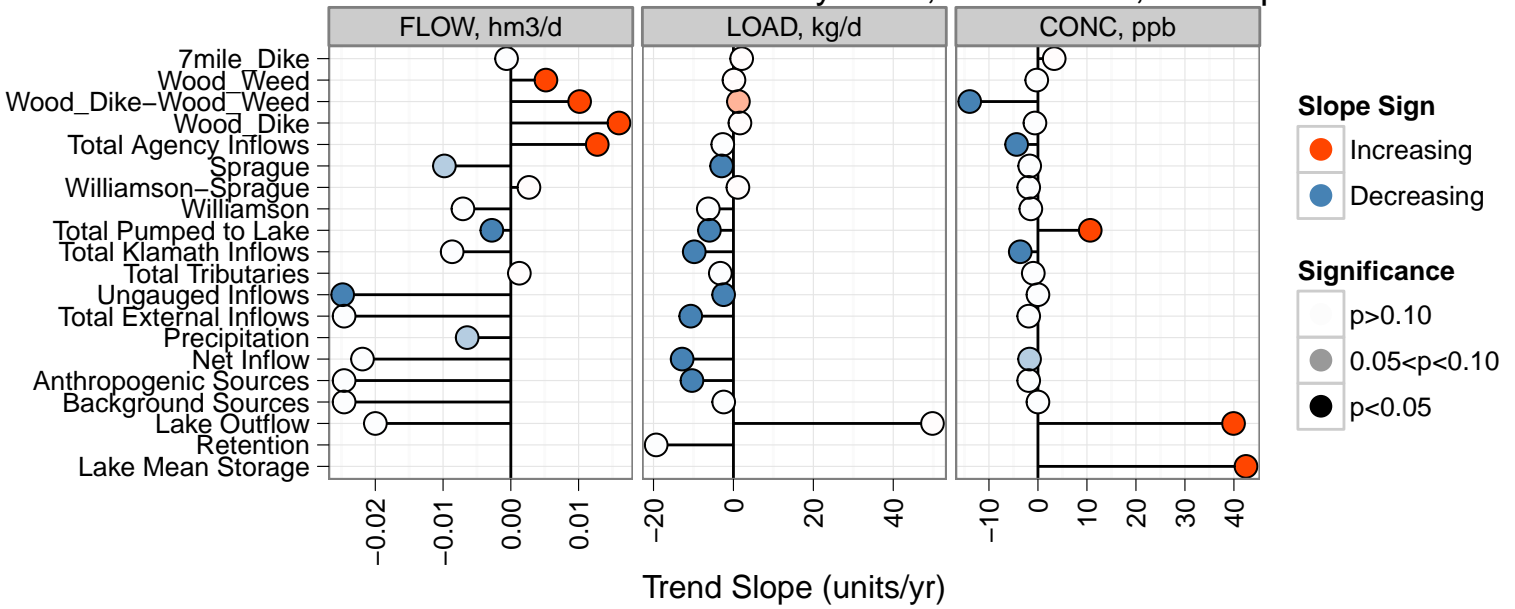 FLOW, hm3/d
LOAD, kg/d
CONC, ppb
7mile_Dike
Wood_Weed
Wood_Dike−Wood_Weed
Wood_Dike
Total Agency Inflows
Sprague
Williamson−Sprague
Williamson
Total Pumped to Lake
Total Klamath Inflows
Total Tributaries
Ungauged Inflows
Total External Inflows
Precipitation
Net Inflow
Anthropogenic Sources
Background Sources
Lake Outflow
Retention
Lake Mean Storage
−0.02
−0.01
0.00
0.01
−20
0
20
40
−10
0
10
20
30
40
Trend Slope (units/yr)
Slope Sign
Increasing
Decreasing
Significance
p>0.10
0.05<p<0.10
p<0.05